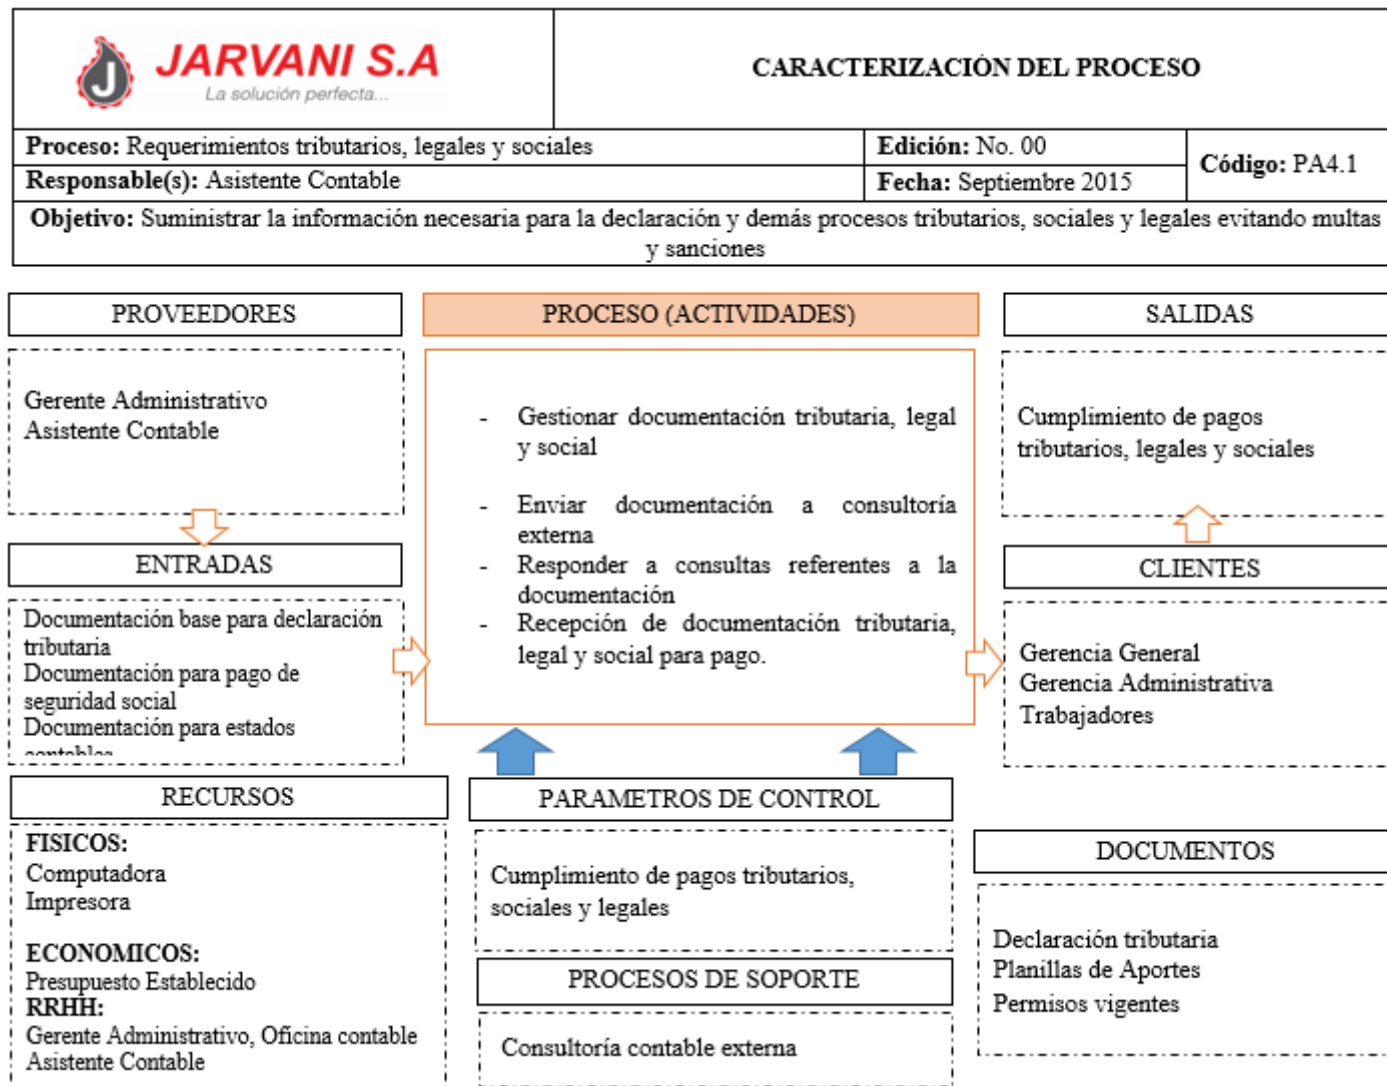 JARVANI S.A
La solución perfecta...
CARACTERIZACIÓN DEL PROCESO
Proceso: Requerimientos tributarios, legales y sociales
Edición: No. 00
Código: PA4.1
Responsable(s): Asistente Contable
Fecha: Septiembre 2015
Objetivo: Suministrar la información necesaria para la declaración y demás procesos tributarios, sociales y legales evitando multas
y sanciones
PROVEEDORES
Gerente Administrativo
Asistente Contable
ENTRADAS
Documentación base para declaración
tributaria
Documentación para pago de
seguridad social
Documentación para estados
contables
PROCESO (ACTIVIDADES)
- Gestionar documentación tributaria, legal
y social
- Enviar documentación a consultoría
externa
- Responder a consultas referentes a la
documentación
- Recepción de documentación tributaria,
legal y social para pago.
SALIDAS
Cumplimiento de pagos
tributarios, legales y sociales
CLIENTES
Gerencia General
Gerencia Administrativa
Trabajadores
RECURSOS
FISICOS:
Computadora
Impresora
ECONOMICOS:
Presupuesto Establecido
RRHH:
Gerente Administrativo, Oficina contable
Asistente Contable
PARAMETROS DE CONTROL
Cumplimiento de pagos tributarios,
sociales y legales
PROCESOS DE SOPORTE
Consultoría contable externa
DOCUMENTOS
Declaración tributaria
Planillas de Aportes
Permisos vigentes
J